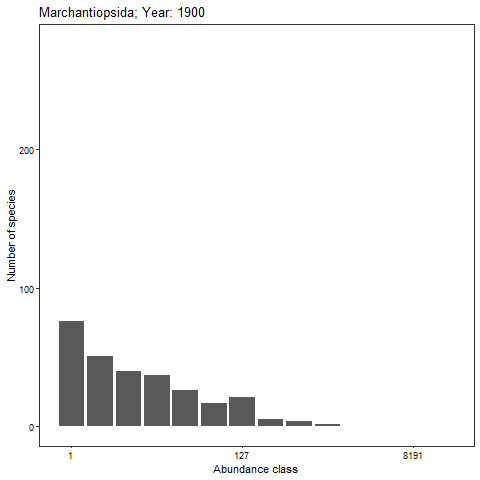 Marchantiopsida; Year: 1900
Number of species
200
100
0
1
127
8191
Abundance class